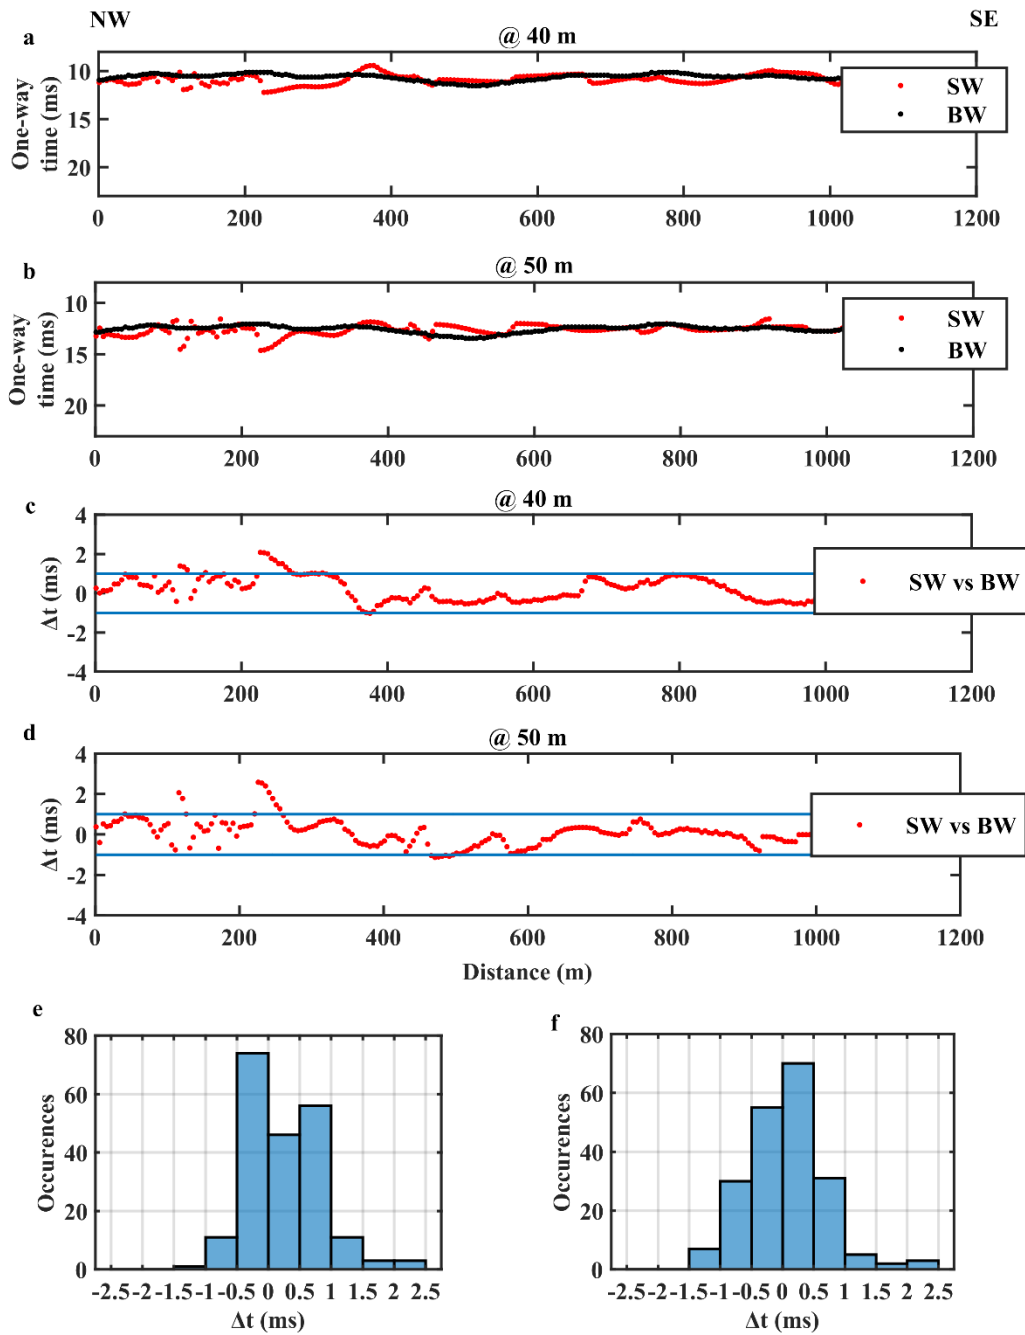 NW
SE
a
@ 40 m
10
15
20
One-way
time (ms)
SW
BW
0 200 400 600 800 1000 1200
b
@ 50 m
10
15
20
One-way
time (ms)
SW
BW
0 200 400 600 800 1000 1200
c
@ 40 m
4
2
0
-2
-4
Δt (ms)
SW vs BW
0 200 400 600 800 1000 1200
d
@ 50 m
4
2
0
-2
-4
Δt (ms)
SW vs BW
0 200 400 600 800 1000 1200
Distance (m)
e
80
60
40
20
0
Occurences
-2.5 -2 -1.5 -1 -0.5 0 0.5 1 1.5 2 2.5
Δt (ms)
f
80
60
40
20
0
Occurences
-2.5 -2 -1.5 -1 -0.5 0 0.5 1 1.5 2 2.5
Δt (ms)